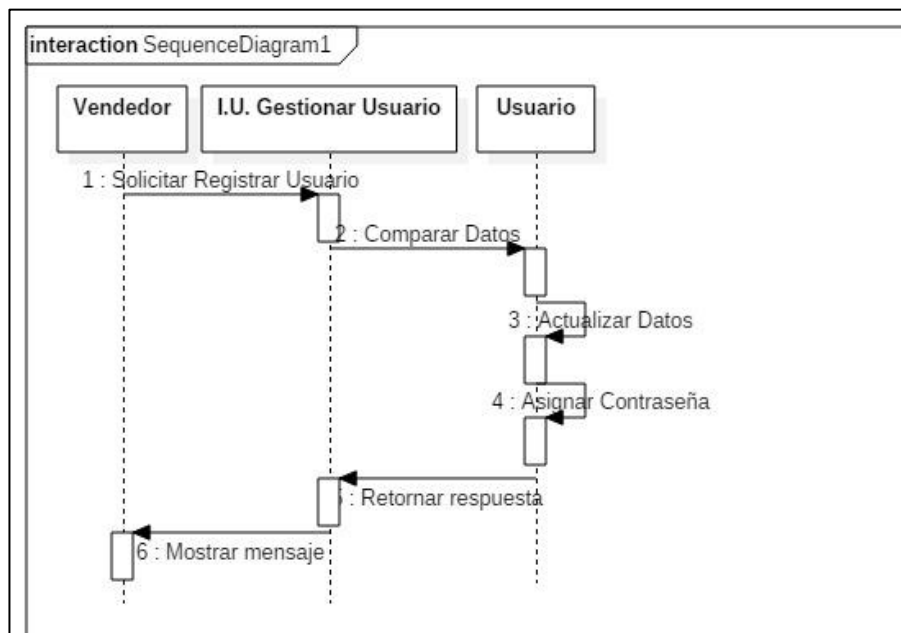 interaction SequenceDiagram1
Vendedor
I.U. Gestionar Usuario
Usuario
1 : Solicitar Registrar Usuario
2 : Comparar Datos
3 : Actualizar Datos
4 : Asignar Contraseña
5 : Retornar respuesta
6 : Mostrar mensaje